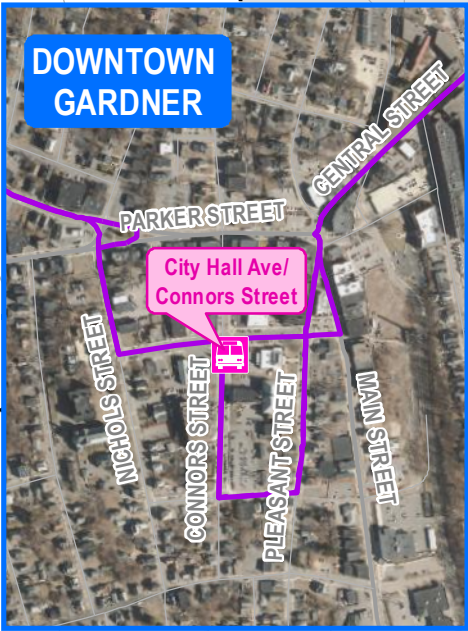 DOWNTOWN
GARDNER
CENTRAL STREET
PARKER STREET
City Hall Ave/
Connors Street
NICHOLS STREET
CONNORS STREET
PLEASANT STREET
MAIN STREET